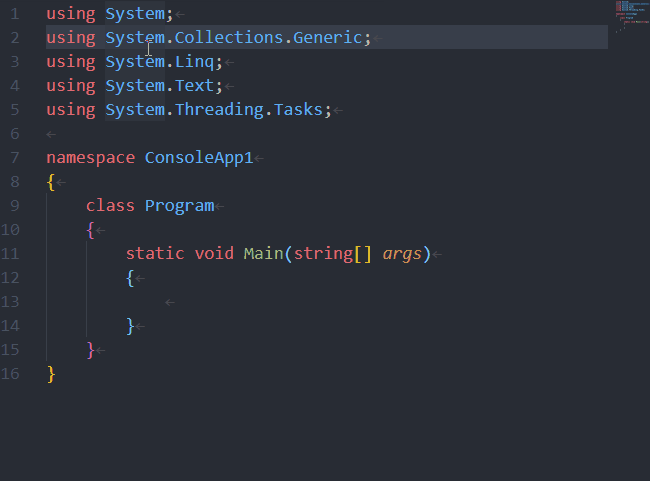 1 using System;
2 using System.Collections.Generic;
3 using System.Linq;
4 using System.Text;
5 using System.Threading.Tasks;
6
7 namespace ConsoleApp1
8 {
9     class Program
10     {
11         static void Main(string[] args)
12         {
13
14         }
15     }
16 }